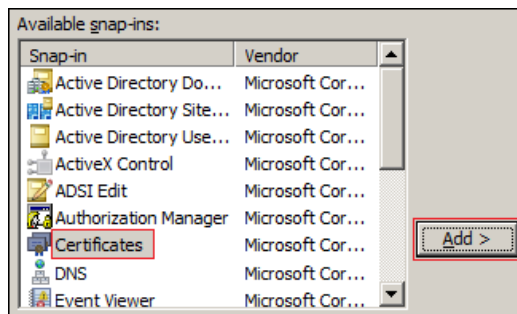 Available snap-ins:
Snap-in Vendor
Active Directory Do... Microsoft Cor...
Active Directory Site... Microsoft Cor...
Active Directory Use... Microsoft Cor...
ActiveX Control Microsoft Cor...
ADSI Edit Microsoft Cor...
Authorization Manager Microsoft Cor...
Certificates Microsoft Cor...
Add >
DNS Microsoft Cor...
Event Viewer Microsoft Cor...